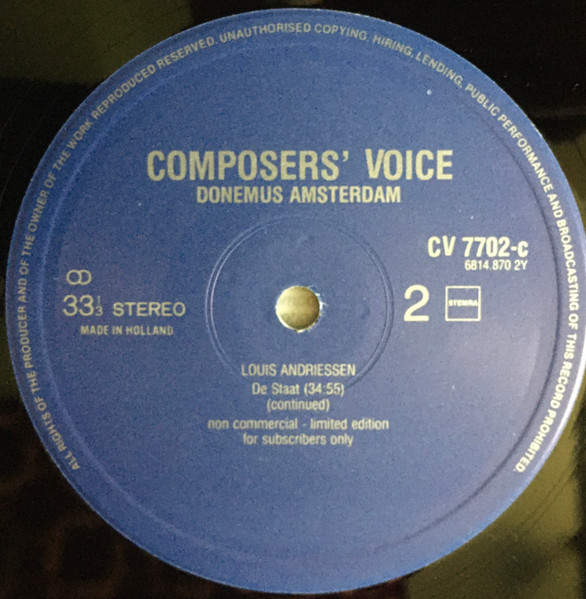 ALL RIGHTS OF THE PRODUCER AND OF THE OWNER OF THE WORK REPRODUCED RESERVED. UNAUTHORISED COPYING, HIRING, LENDING, PUBLIC PERFORMANCE AND BROADCASTING OF THIS RECORD PROHIBITED.
COMPOSERS' VOICE
DONEMUS AMSTERDAM
CV 7702-c
6814.870 2Y
33⅓ STEREO
MADE IN HOLLAND
2
STEMRA
LOUIS ANDRIESSEN
De Staat (34:55)
(continued)
non commercial - limited edition
for subscribers only